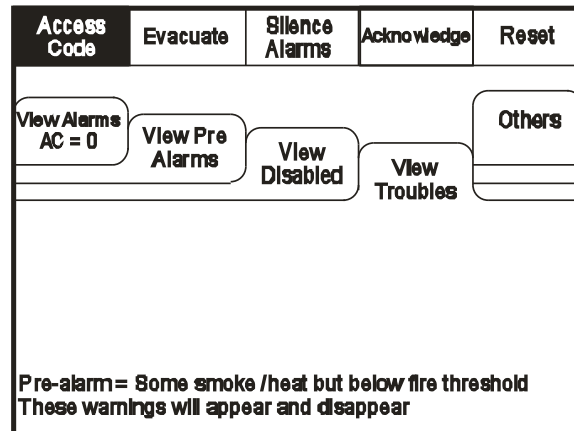 Access Code
Evacuate
Silence Alarms
Acknowledge
Reset
View Alarms
AC = 0
View Pre Alarms
View Disabled
View Troubles
Others
Pre-alarm = Some smoke /heat but below fire threshold
These warnings will appear and disappear